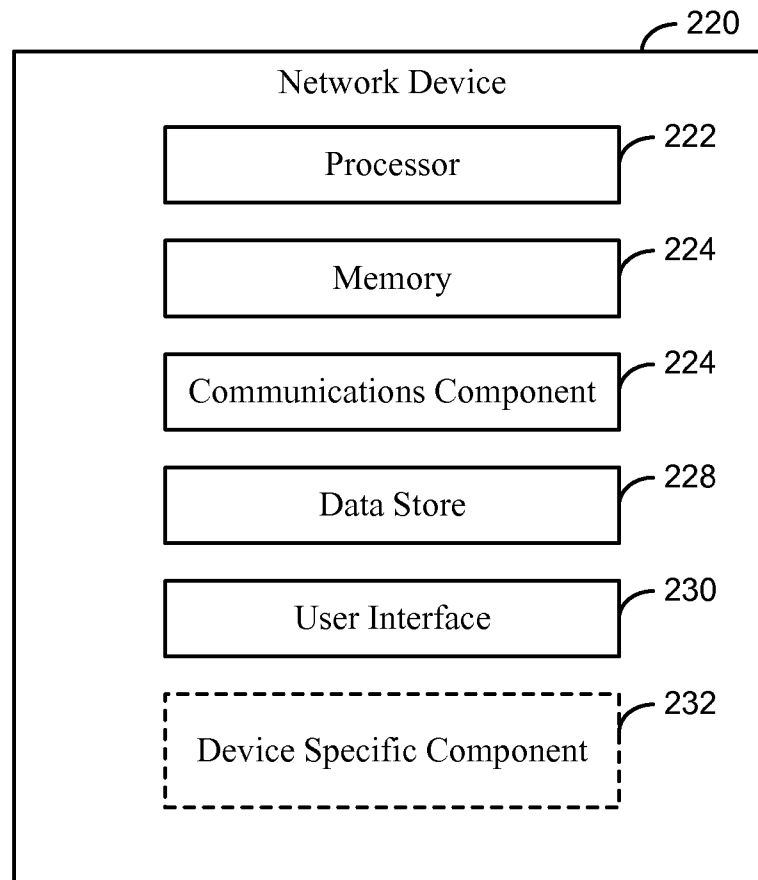 220
Network Device
Processor
222
Memory
224
Communications Component
224
Data Store
228
User Interface
230
Device Specific Component
232